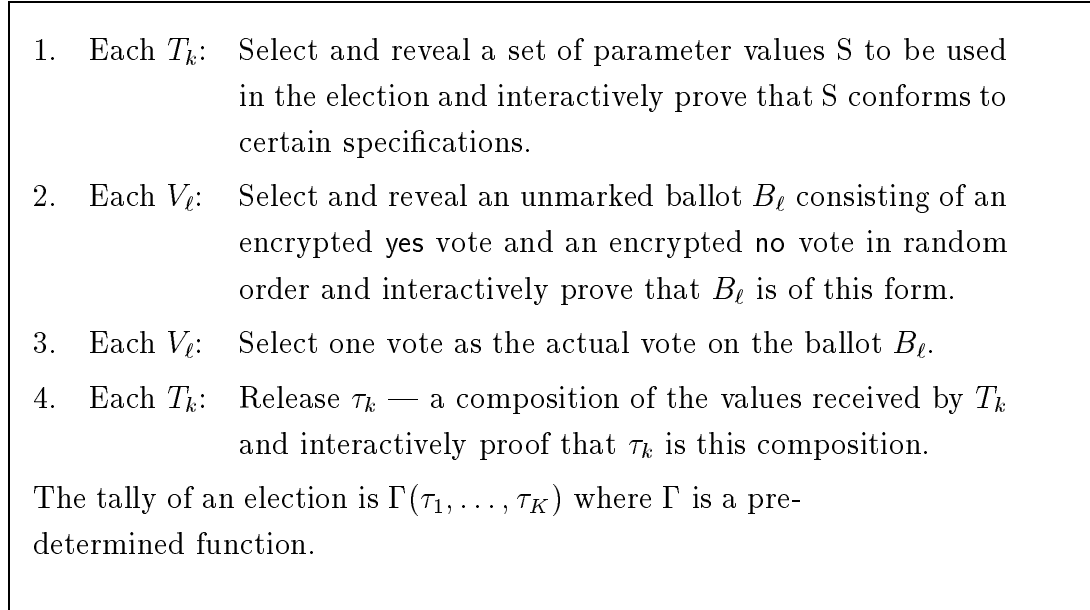 1. Each T_k: Select and reveal a set of parameter values S to be used
in the election and interactively prove that S conforms to
certain specifications.
2. Each V_ℓ: Select and reveal an unmarked ballot B_ℓ consisting of an
encrypted yes vote and an encrypted no vote in random
order and interactively prove that B_ℓ is of this form.
3. Each V_ℓ: Select one vote as the actual vote on the ballot B_ℓ.
4. Each T_k: Release τ_k — a composition of the values received by T_k
and interactively proof that τ_k is this composition.
The tally of an election is Γ(τ_1, . . . , τ_K) where Γ is a pre-
determined function.